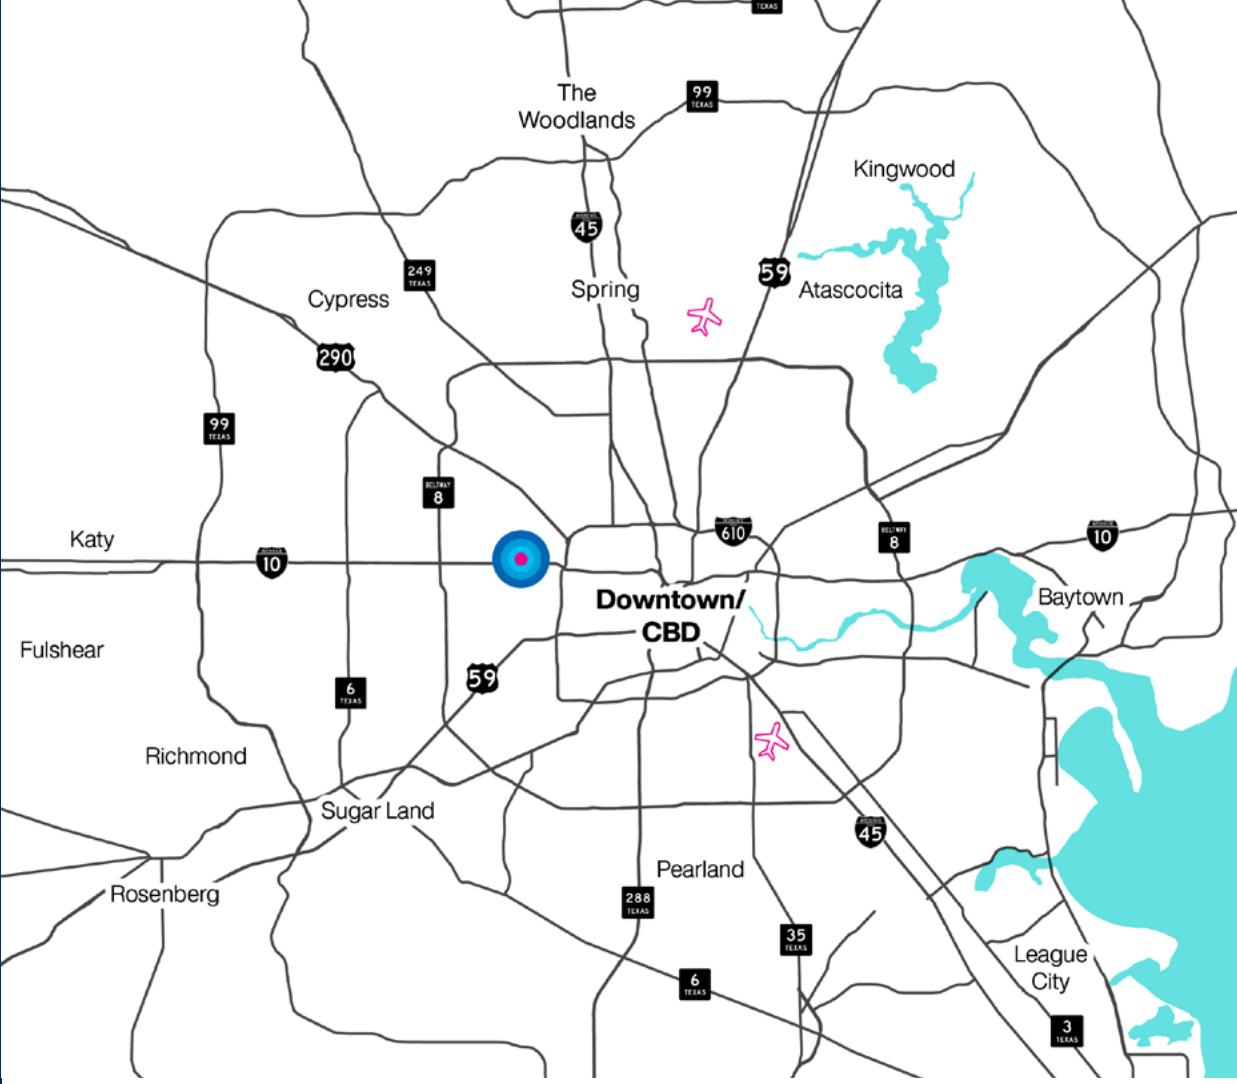 TEXAS
The
Woodlands
99
TEXAS
Kingwood
45
249
TEXAS
59
Spring
Atascocita
Cypress
290
99
TEXAS
BELTWAY
8
610
BELTWAY
8
10
Katy
10
Downtown/
CBD
Baytown
Fulshear
59
6
TEXAS
Richmond
Sugar Land
45
Pearland
Rosenberg
288
TEXAS
35
TEXAS
League
City
6
TEXAS
3
TEXAS